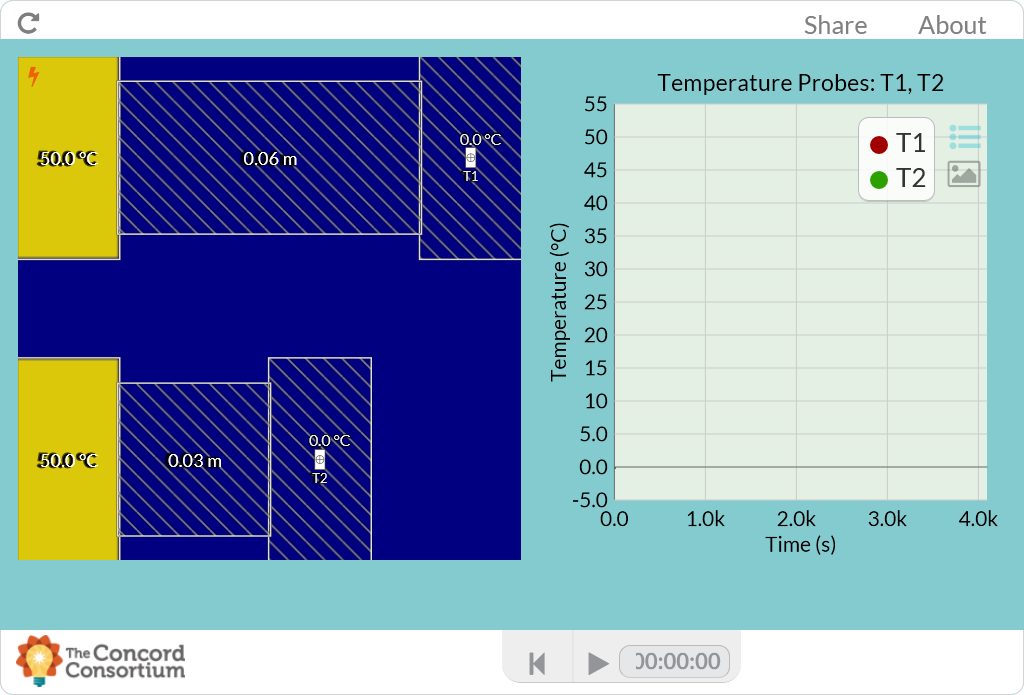 Share About
Temperature Probes: T1, T2
50.0 °C
0.06 m
0.0 °C
T1
50.0 °C
0.03 m
0.0 °C
T2
55
50
45
40
35
30
25
20
15
10
5.0
0.0
-5.0
Temperature (°C)
T1
T2
0.0 1.0k 2.0k 3.0k 4.0k
Time (s)
The Concord
Consortium
00:00:00